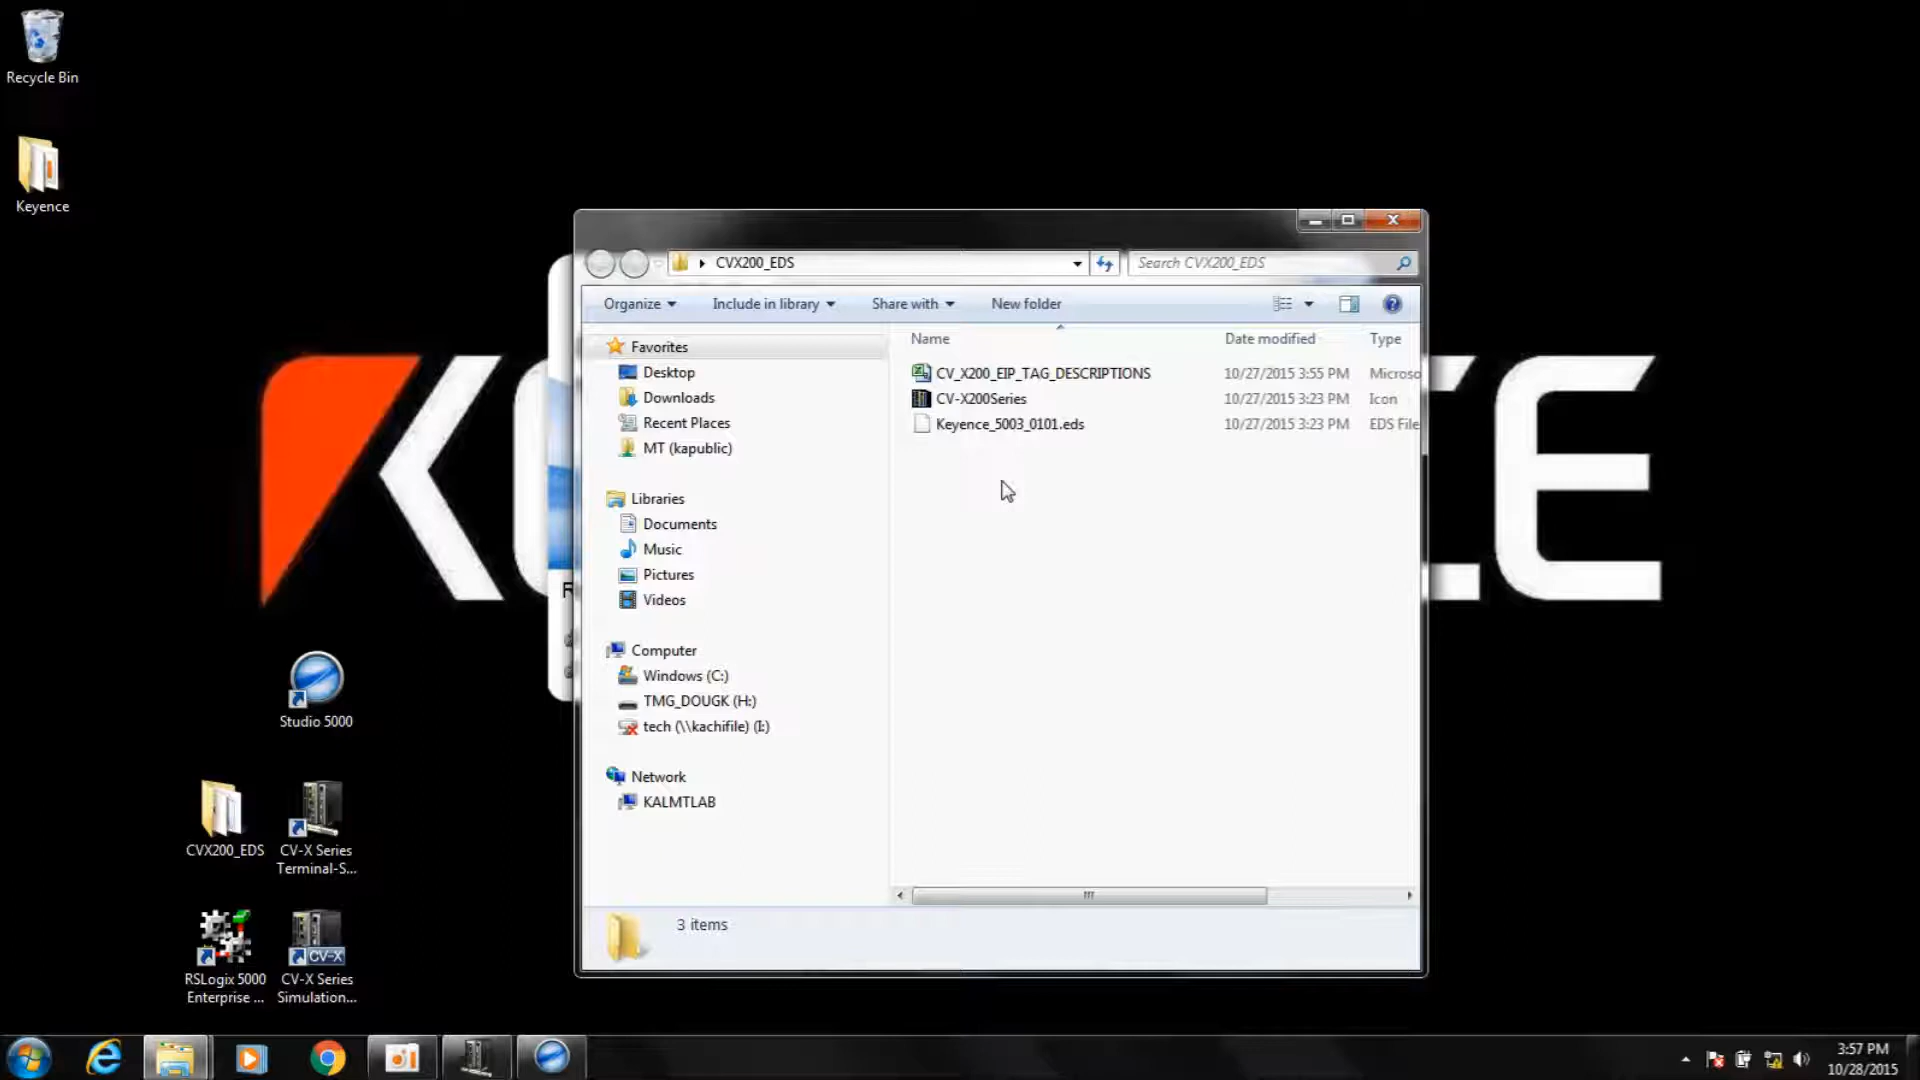 Recycle Bin
Keyence
CVX200_EDS
Search CVX200_EDS
Organize
Include in library
Share with
New folder
Favorites
Desktop
Downloads
Recent Places
MT (kapublic)
Libraries
Documents
Music
Pictures
Videos
Computer
Windows (C:)
TMG_DOUGK (H:)
tech (\\kachifile) (I:)
Network
KALMTLAB
Name Date modified Type
CV_X200_EIP_TAG_DESCRIPTIONS 10/27/2015 3:55 PM Microso
CV-X200Series 10/27/2015 3:23 PM Icon
Keyence_5003_0101.eds 10/27/2015 3:23 PM EDS File
3 items
Studio 5000
CVX200_EDS
CV-X Series
Terminal-S...
RSLogix 5000
Enterprise ...
CV-X
CV-X Series
Simulation...
3:57 PM
10/28/2015